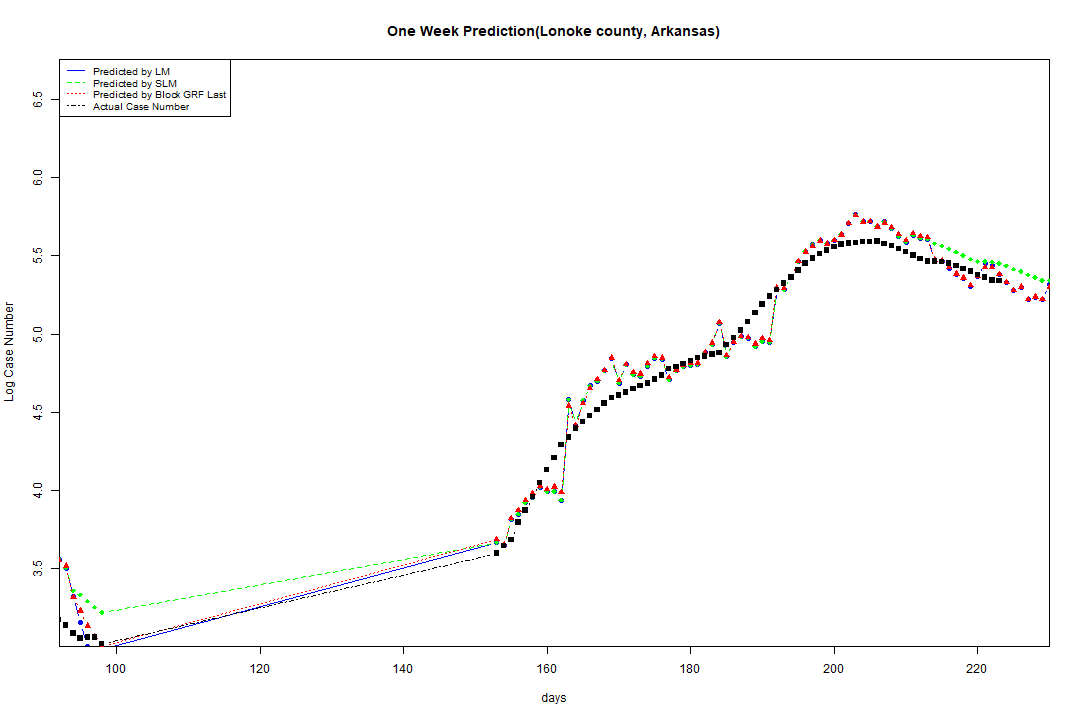 One Week Prediction(Lonoke county, Arkansas)
Predicted by LM
Predicted by SLM
Predicted by Block GRF Last
Actual Case Number
Log Case Number
6.5
6.0
5.5
5.0
4.5
4.0
3.5
100 120 140 160 180 200 220
days